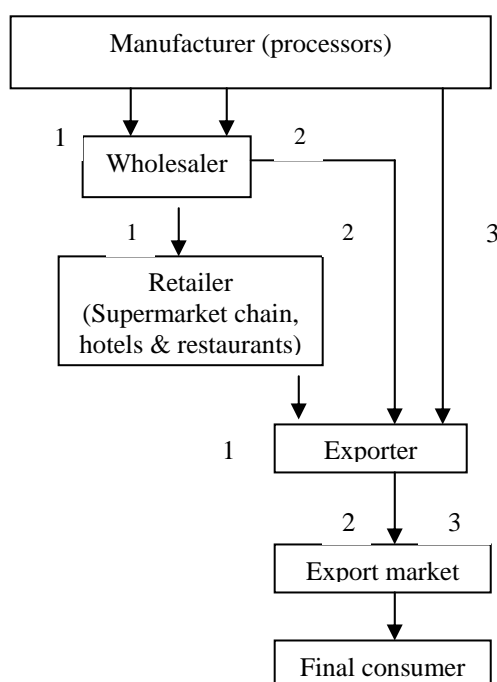 Manufacturer (processors)
1
2
Wholesaler
1
2
3
Retailer
(Supermarket chain,
hotels & restaurants)
1
Exporter
2
3
Export market
Final consumer